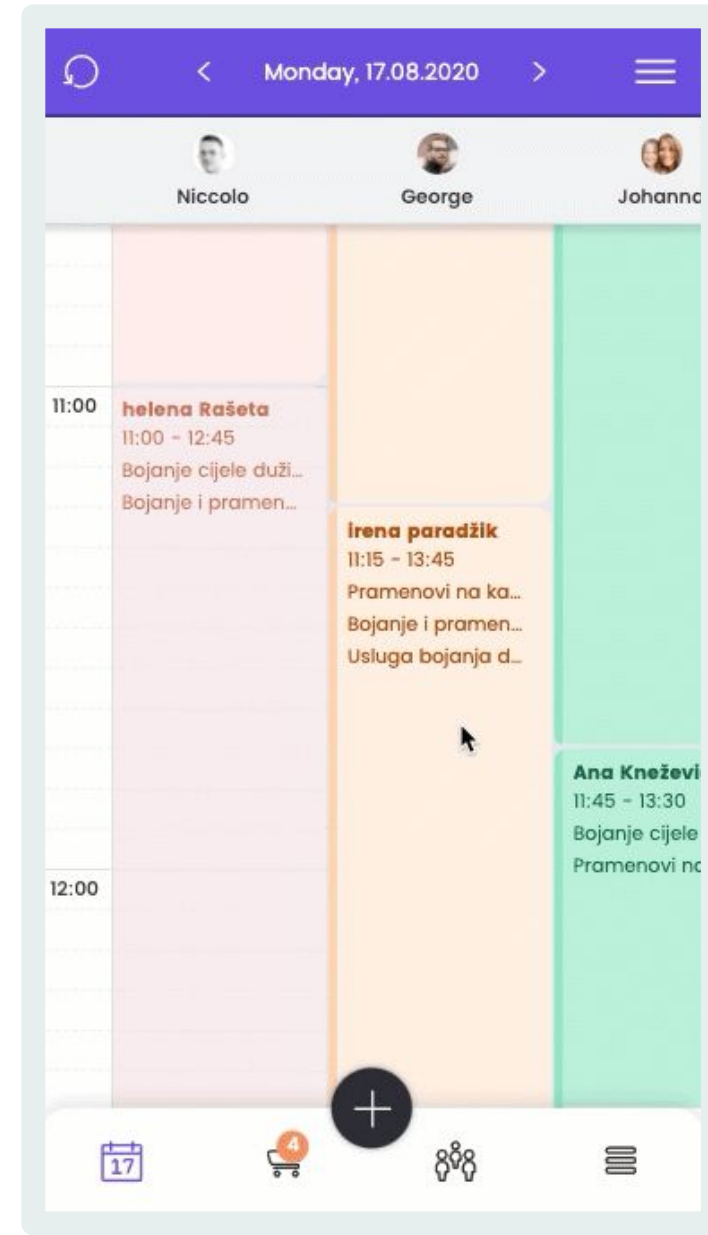 Monday, 17.08.2020
Niccolo
George
Johanna
11:00
helena Rašeta
11:00 - 12:45
Bojanje cijele duži...
Bojanje i pramen...
irena paradžik
11:15 - 13:45
Pramenovi na ka...
Bojanje i pramen...
Usluga bojanja d...
Ana Kneževi
11:45 - 13:30
Bojanje cijele
Pramenovi na
12:00
4
17